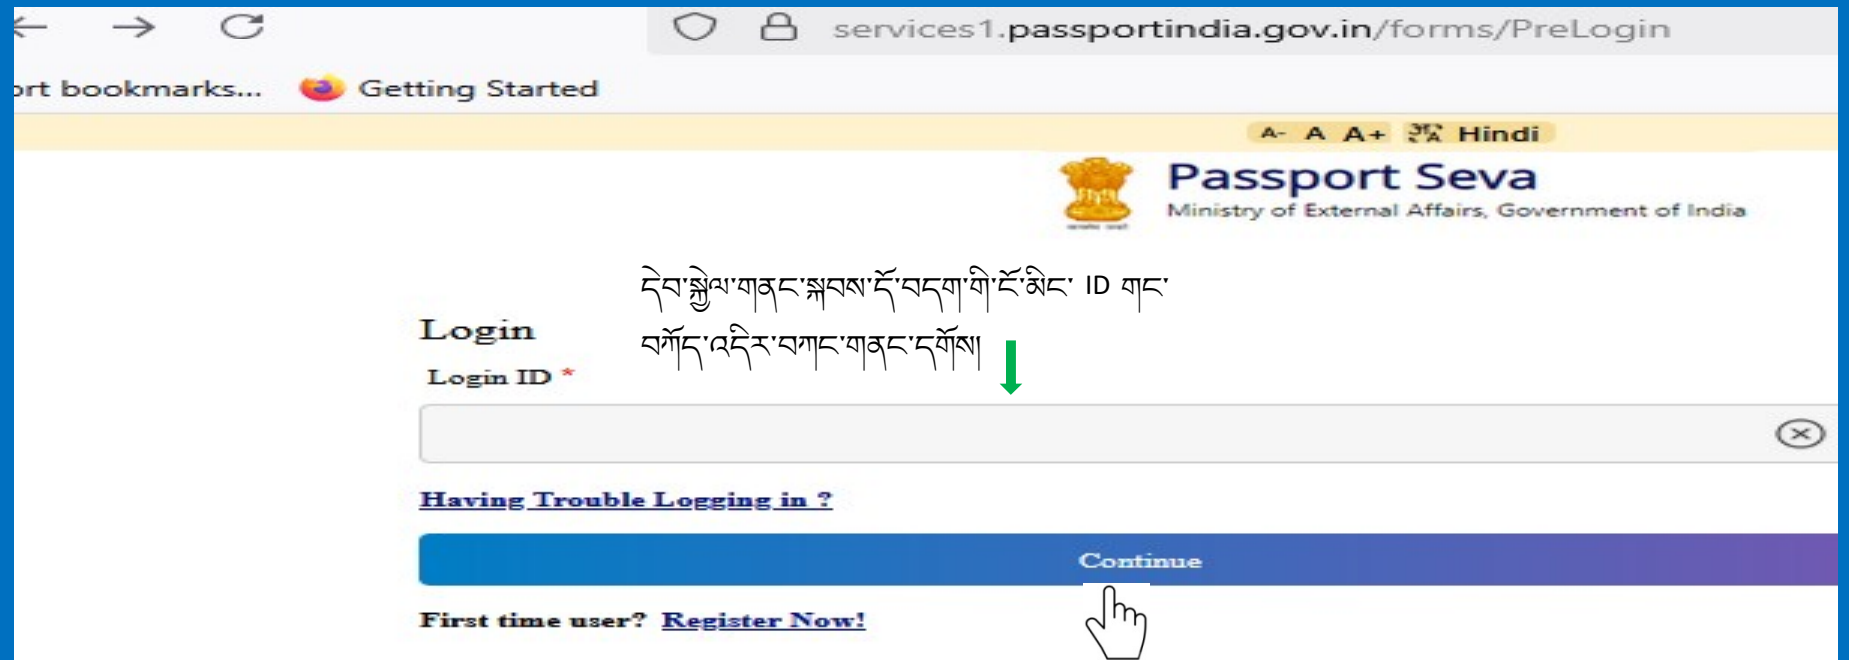 services1.passportindia.gov.in/forms/PreLogin
ort bookmarks... Getting Started
A- A A+ Hindi
Passport Seva
Ministry of External Affairs, Government of India
དེབ་སྐྱེལ་གནང་སྐབས་དོ་བདག་གི་ངོ་མིང་ ID གང་
བཀོད་འདིར་བཀང་གནང་དགོས།
Login
Login ID *
Having Trouble Logging in ?
Continue
First time user? Register Now!